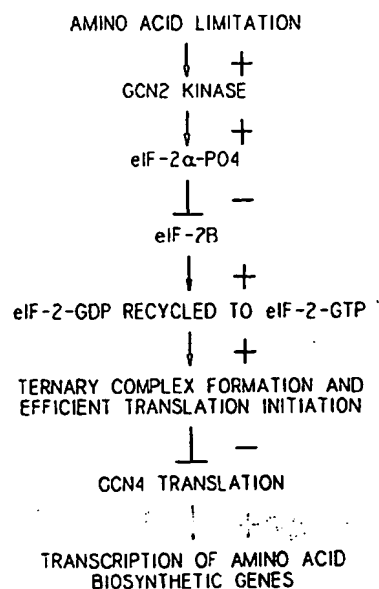 AMINO ACID LIMITATION
+
GCN2 KINASE
+
eIF-2α-PO4
−
eIF-2B
+
eIF-2-GDP RECYCLED TO eIF-2-GTP
+
TERNARY COMPLEX FORMATION AND
EFFICIENT TRANSLATION INITIATION
−
GCN4 TRANSLATION
+
TRANSCRIPTION OF AMINO ACID
BIOSYNTHETIC GENES